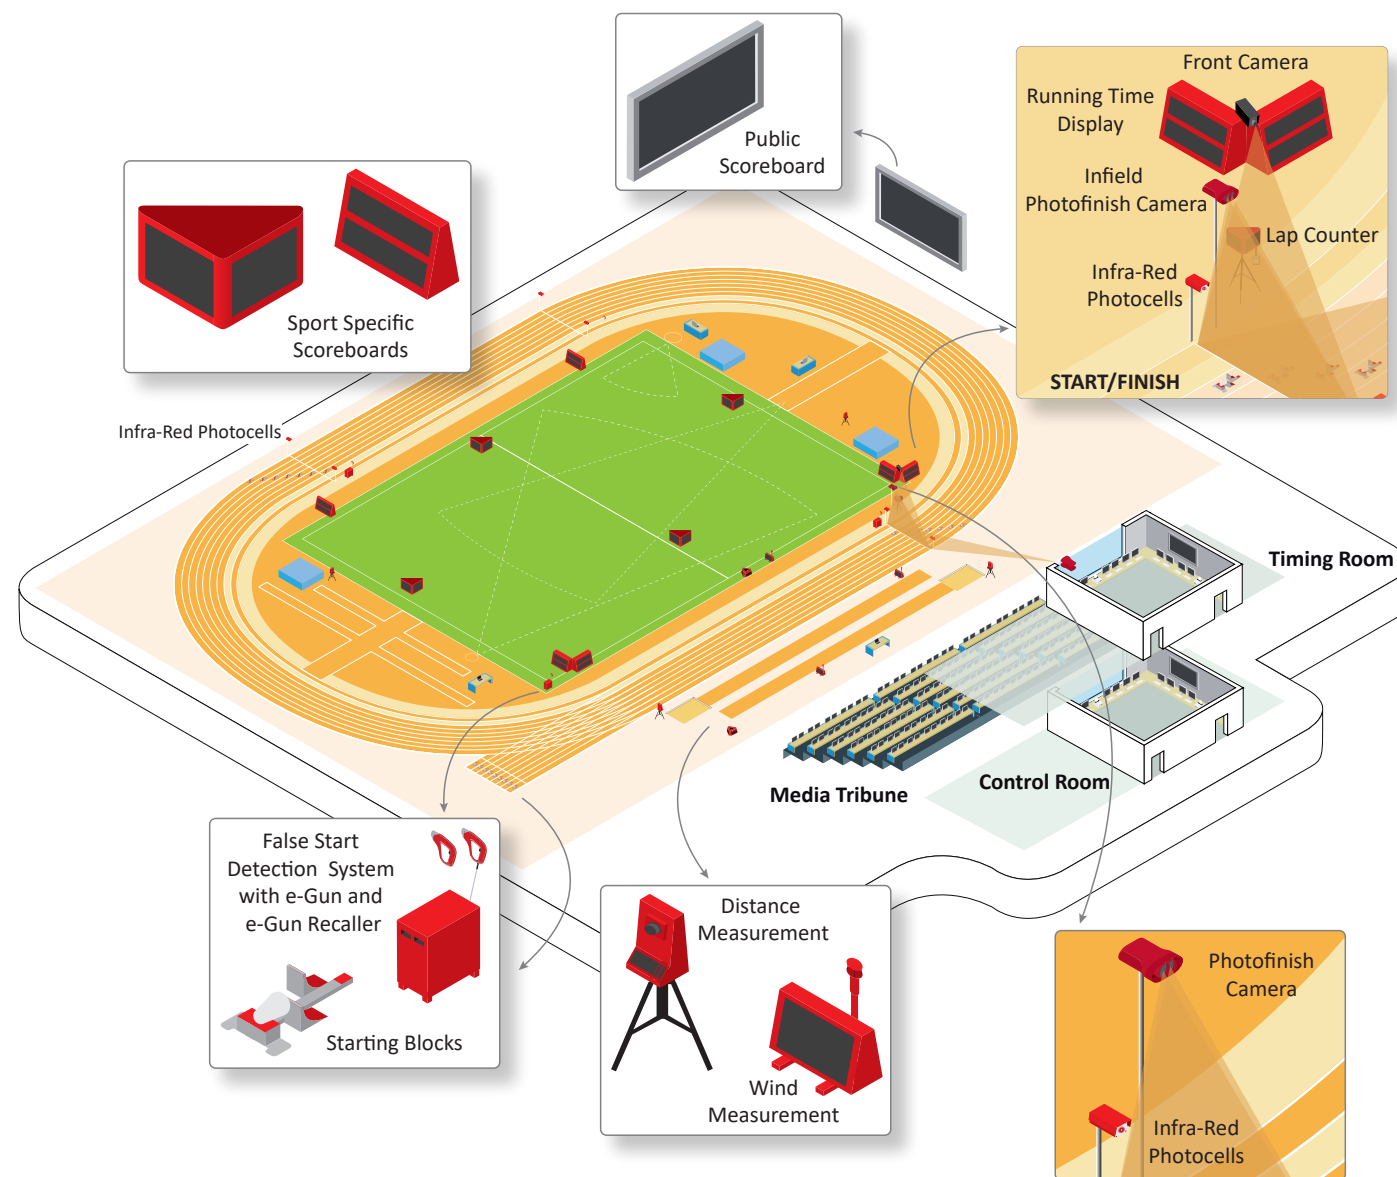 Public
Scoreboard
Front Camera
Running Time
Display
Infield
Photofinish Camera
Lap Counter
Infra-Red
Photocells
START/FINISH
Sport Specific
Scoreboards
Infra-Red Photocells
Timing Room
Control Room
Media Tribune
False Start
Detection System
with e-Gun and
e-Gun Recaller
Starting Blocks
Distance
Measurement
Wind
Measurement
Photofinish
Camera
Infra-Red
Photocells